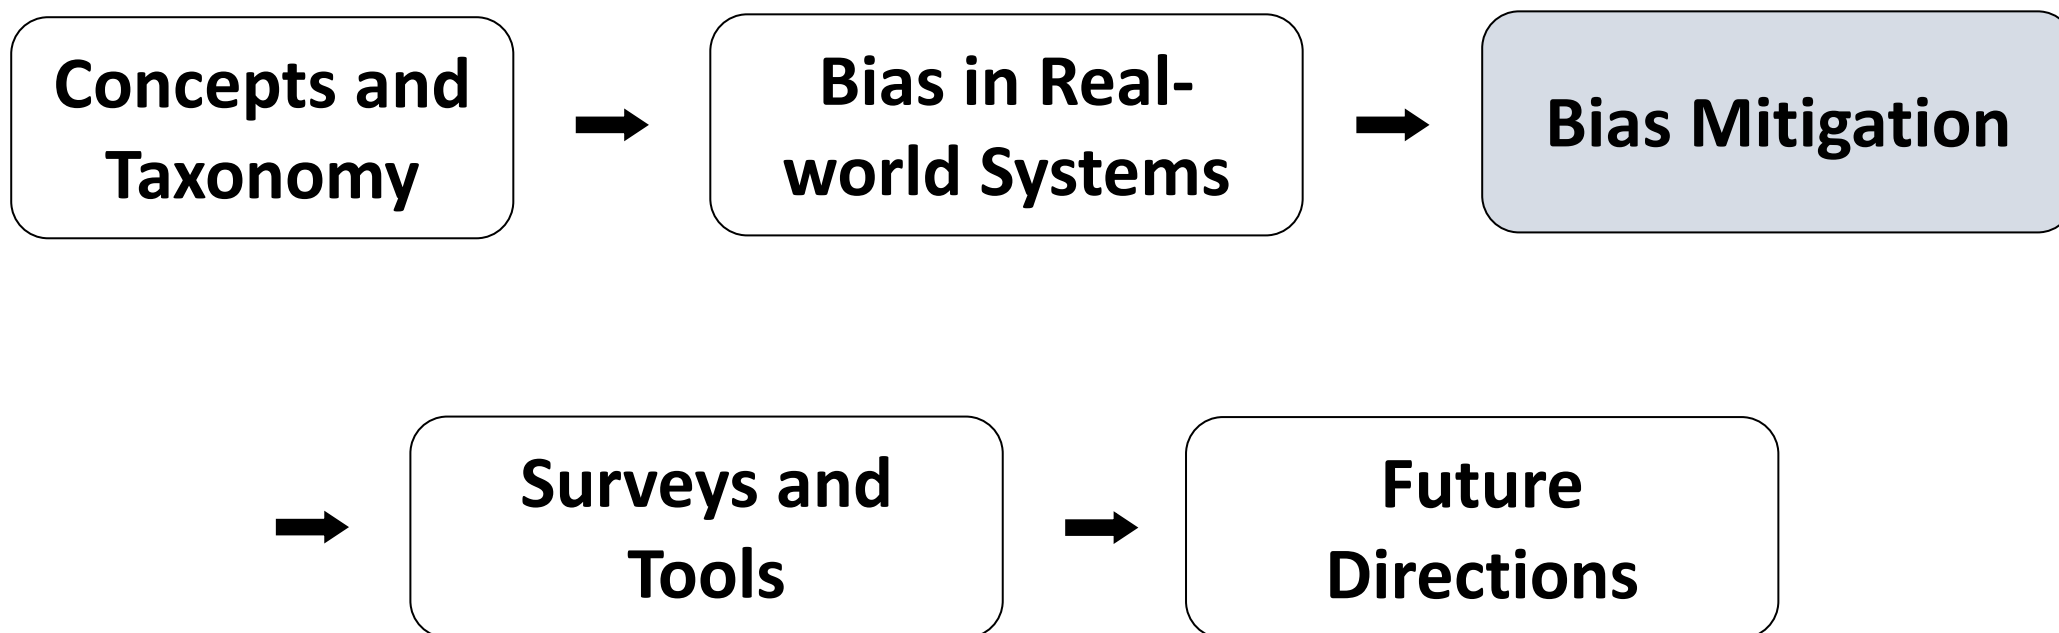 Concepts and
Taxonomy
Bias in Real-
world Systems
Bias Mitigation
Surveys and
Tools
Future
Directions